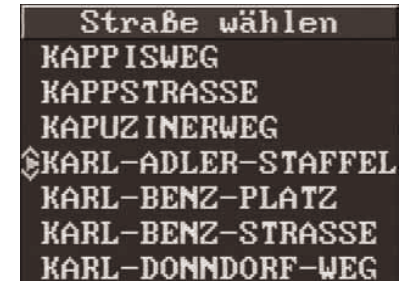 Straße wählen
KAPPISWEG
KAPPSTRASSE
KAPUZINERWEG
KARL-ADLER-STAFFEL
KARL-BENZ-PLATZ
KARL-BENZ-STRASSE
KARL-DONNDORF-WEG